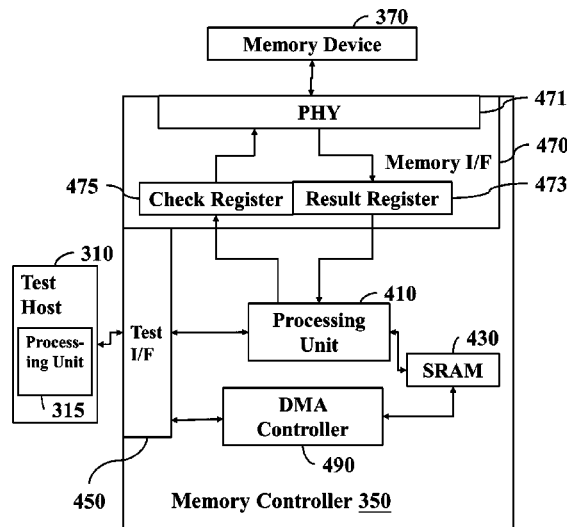 370
Memory Device
471
PHY
470
Memory I/F
475
473
Check Register
Result Register
310
410
Test
Host
Test
I/F
Processing
Unit
430
Process-
ing Unit
SRAM
315
DMA
Controller
450
490
Memory Controller 350